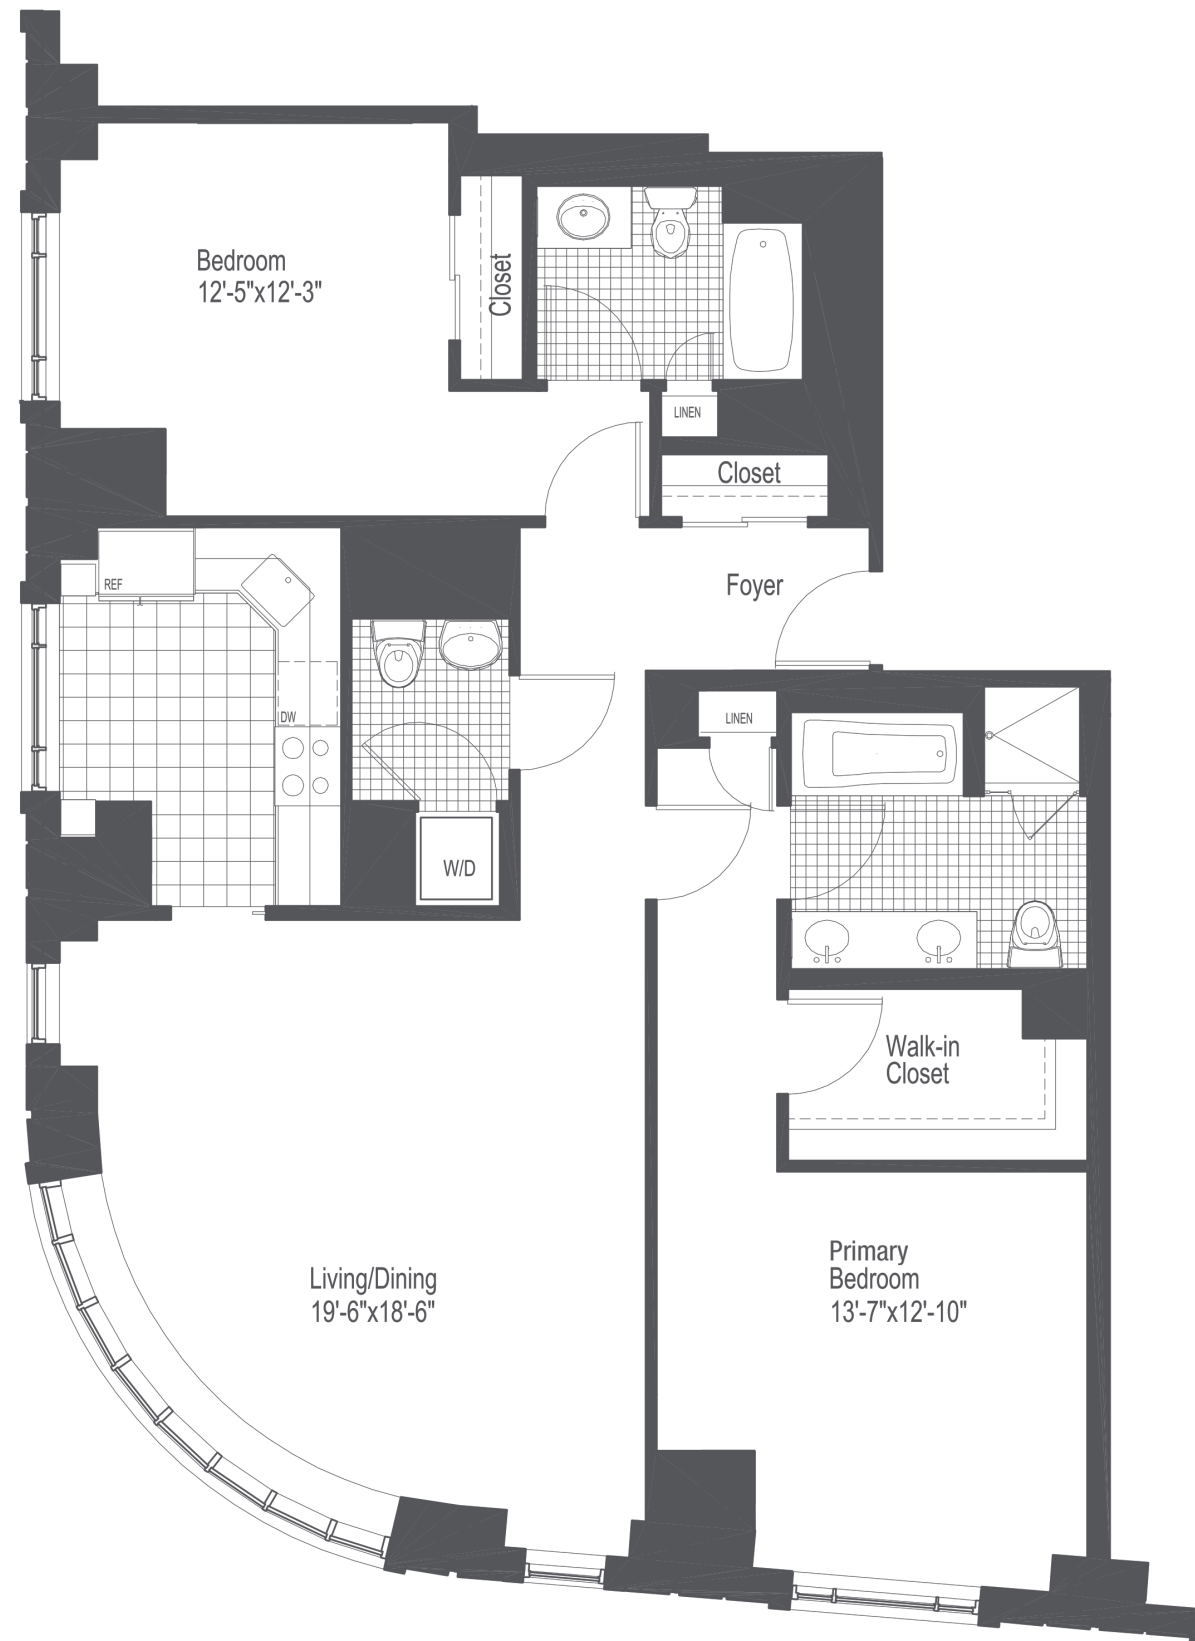 Bedroom
12'-5"x12'-3"
Closet
LINEN
Closet
REF
Foyer
DW
LINEN
W/D
Walk-in
Closet
Primary
Bedroom
13'-7"x12'-10"
Living/Dining
19'-6"x18'-6"